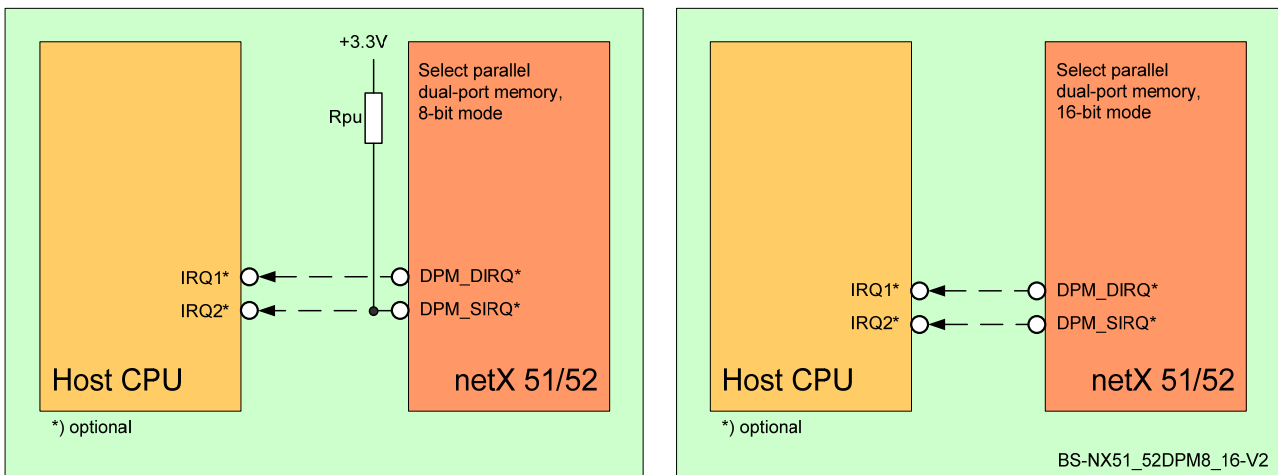 +3.3V
Rpu
Select parallel
dual-port memory,
8-bit mode
IRQ1*
DPM_DIRQ*
IRQ2*
DPM_SIRQ*
Host CPU
netX 51/52
*) optional
Select parallel
dual-port memory,
16-bit mode
IRQ1*
DPM_DIRQ*
IRQ2*
DPM_SIRQ*
Host CPU
netX 51/52
*) optional
BS-NX51_52DPM8_16-V2